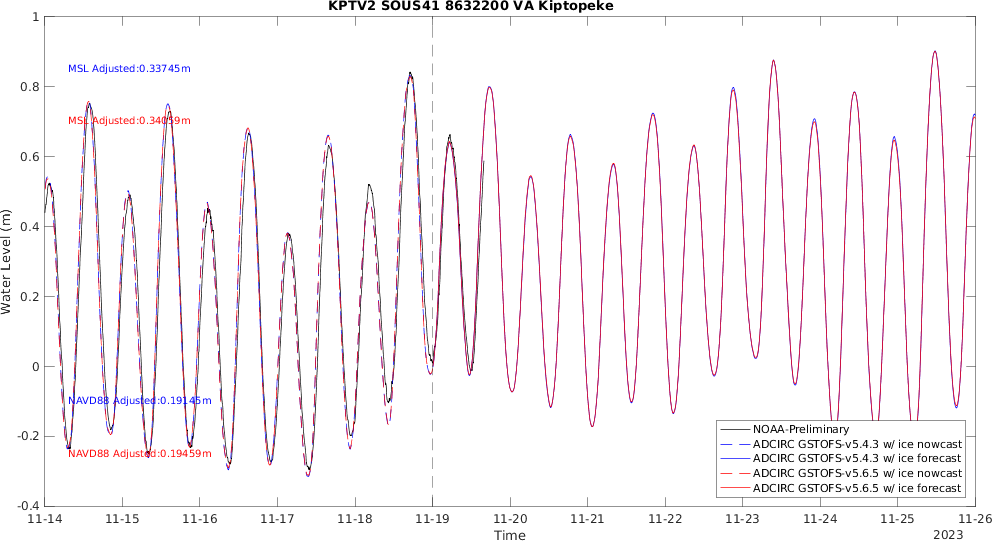 KPTV2 SOUS41 8632200 VA Kiptopeke
1
0.8
0.6
0.4
0.2
0
-0.2
-0.4
Water Level (m)
MSL Adjusted:0.33745m
MSL Adjusted:0.34059m
NAVD88 Adjusted:0.19145m
NAVD88 Adjusted:0.19459m
NOAA-Preliminary
ADCIRC GSTOFS-v5.4.3 w/ ice nowcast
ADCIRC GSTOFS-v5.4.3 w/ ice forecast
ADCIRC GSTOFS-v5.6.5 w/ ice nowcast
ADCIRC GSTOFS-v5.6.5 w/ ice forecast
11-14 11-15 11-16 11-17 11-18 11-19 11-20 11-21 11-22 11-23 11-24 11-25 11-26
Time
2023